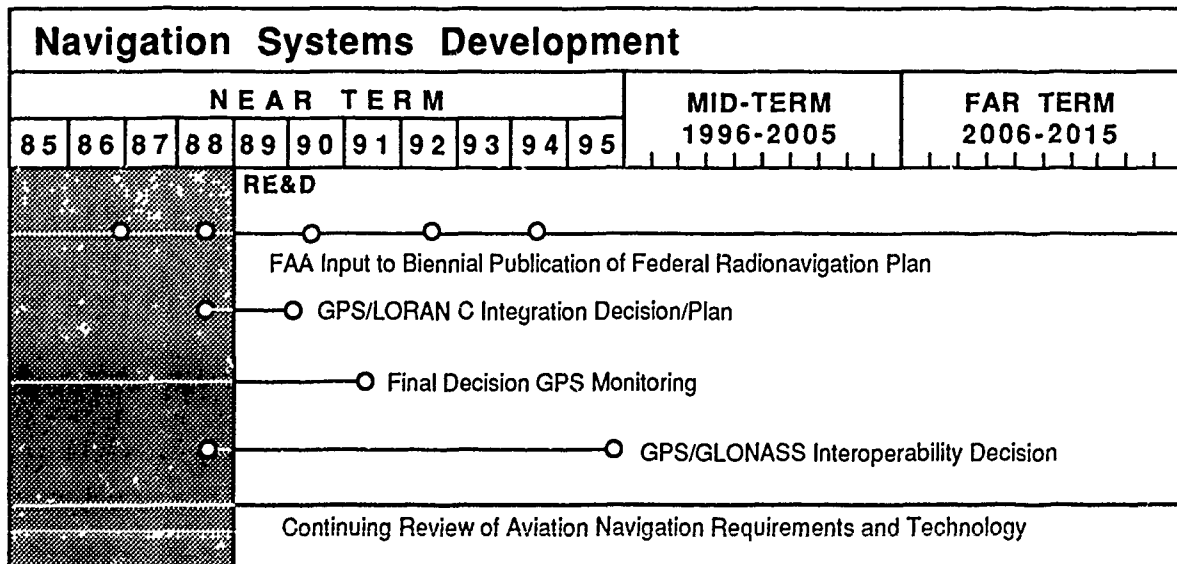 Navigation Systems Development
NEAR TERM
MID-TERM
1996-2005
FAR TERM
2006-2015
85 86 87 88 89 90 91 92 93 94 95
RE&D
FAA Input to Biennial Publication of Federal Radionavigation Plan
GPS/LORAN C Integration Decision/Plan
Final Decision GPS Monitoring
GPS/GLONASS Interoperability Decision
Continuing Review of Aviation Navigation Requirements and Technology